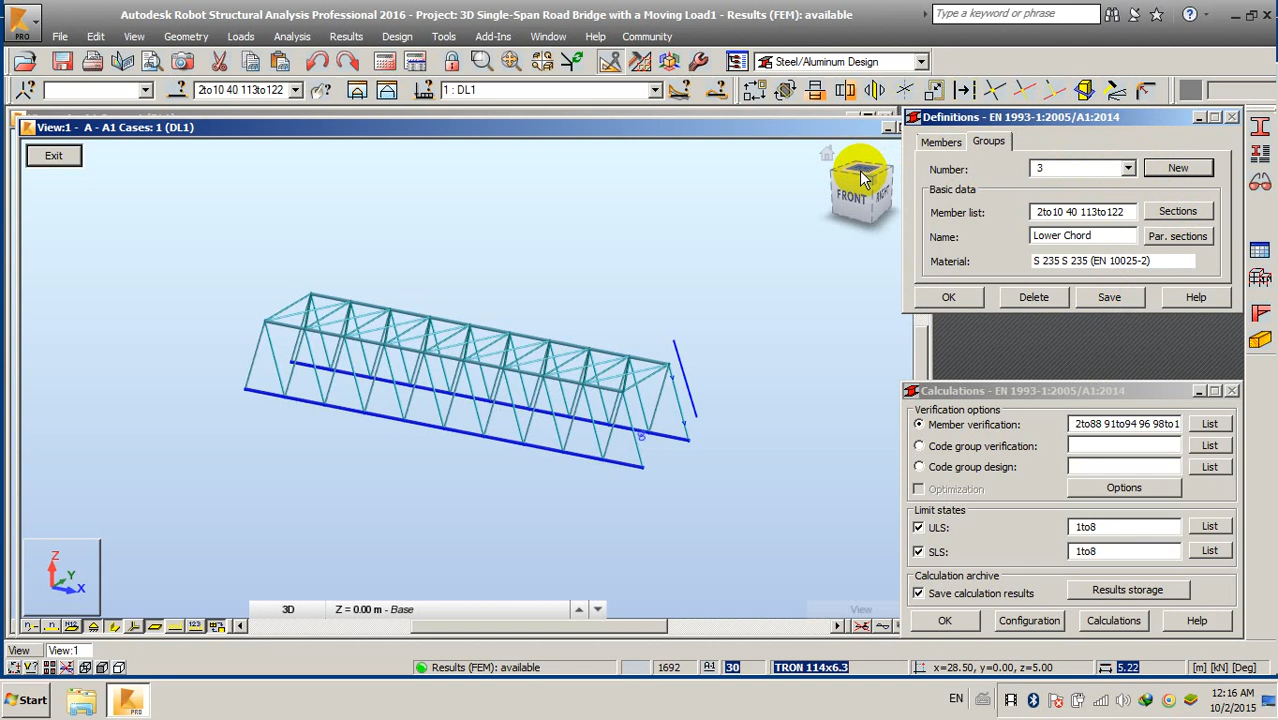 Autodesk Robot Structural Analysis Professional 2016 - Project: 3D Single-Span Road Bridge with a Moving Load1 - Results (FEM): available
Type a keyword or phrase
PRO
File Edit View Geometry Loads Analysis Results Design Tools Add-Ins Window Help Community
Steel/Aluminum Design
2to10 40 113to122
1 : DL1
View:1 - A - A1 Cases: 1 (DL1)
Exit
FRONT
RIGHT
Definitions - EN 1993-1:2005/A1:2014
Members Groups
Number: 3 New
Basic data
Member list: 2to10 40 113to122 Sections
Name: Lower Chord Par. sections
Material: S 235 S 235 (EN 10025-2)
OK Delete Save Help
Calculations - EN 1993-1:2005/A1:2014
Verification options
Member verification: 2to88 91to94 96 98to1 List
Code group verification: List
Code group design: List
Optimization Options
Limit states
ULS: 1to8 List
SLS: 1to8 List
Calculation archive
Save calculation results Results storage
OK Configuration Calculations Help
Z
Y
X
3D Z = 0.00 m - Base
View
View View:1
Results (FEM): available 1692 30 TRON 114x6.3 x=28.50, y=0.00, z=5.00 5.22 [m] [kN] [Deg]
Start
PRO
EN
12:16 AM
10/2/2015